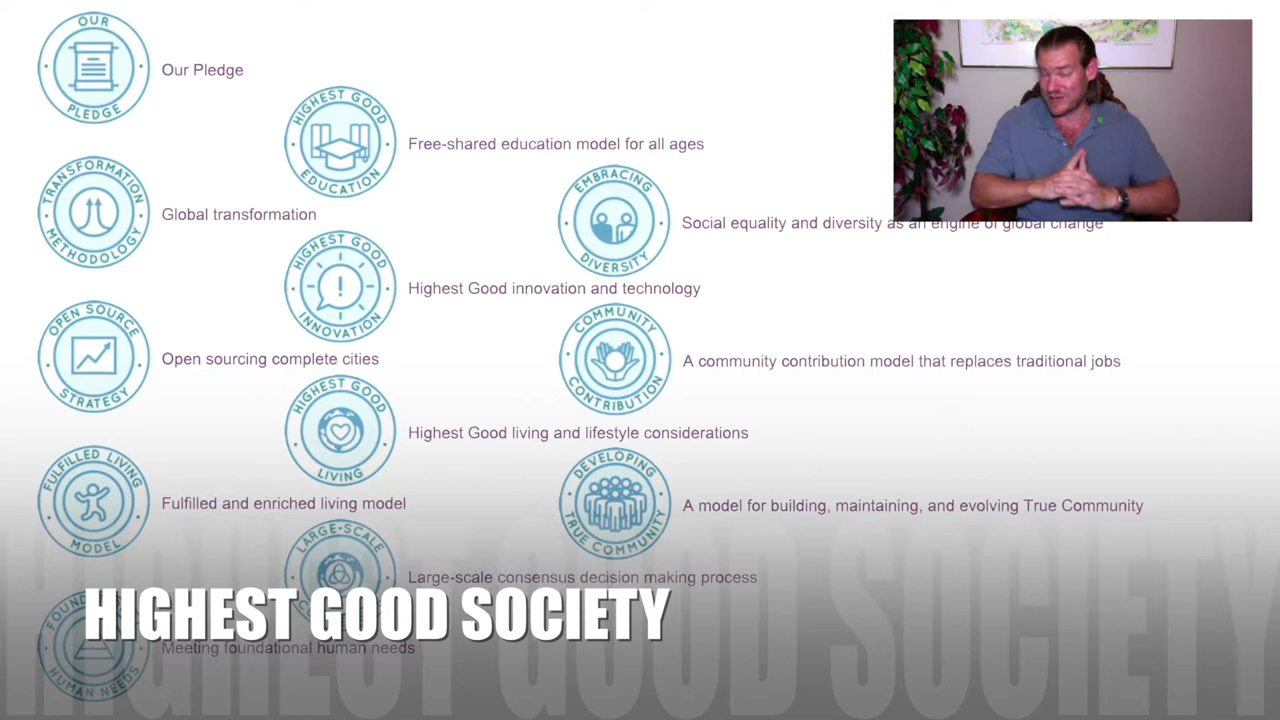 OUR
PLEDGE
Our Pledge
HIGHEST GOOD
EDUCATION
Free-shared education model for all ages
TRANSFORMATION
METHODOLOGY
Global transformation
EMBRACING
DIVERSITY
Social equality and diversity as an engine of global change
HIGHEST GOOD
INNOVATION
Highest Good innovation and technology
OPEN SOURCE
STRATEGY
Open sourcing complete cities
COMMUNITY
CONTRIBUTION
A community contribution model that replaces traditional jobs
HIGHEST GOOD
LIVING
Highest Good living and lifestyle considerations
FULFILLED LIVING
MODEL
Fulfilled and enriched living model
DEVELOPING
TRUE COMMUNITY
A model for building, maintaining, and evolving True Community
LARGE-SCALE
Large-scale consensus decision making process
HIGHEST GOOD SOCIETY
HUMAN NEEDS
Meeting foundational human needs
HIGHEST GOOD SOCIETY